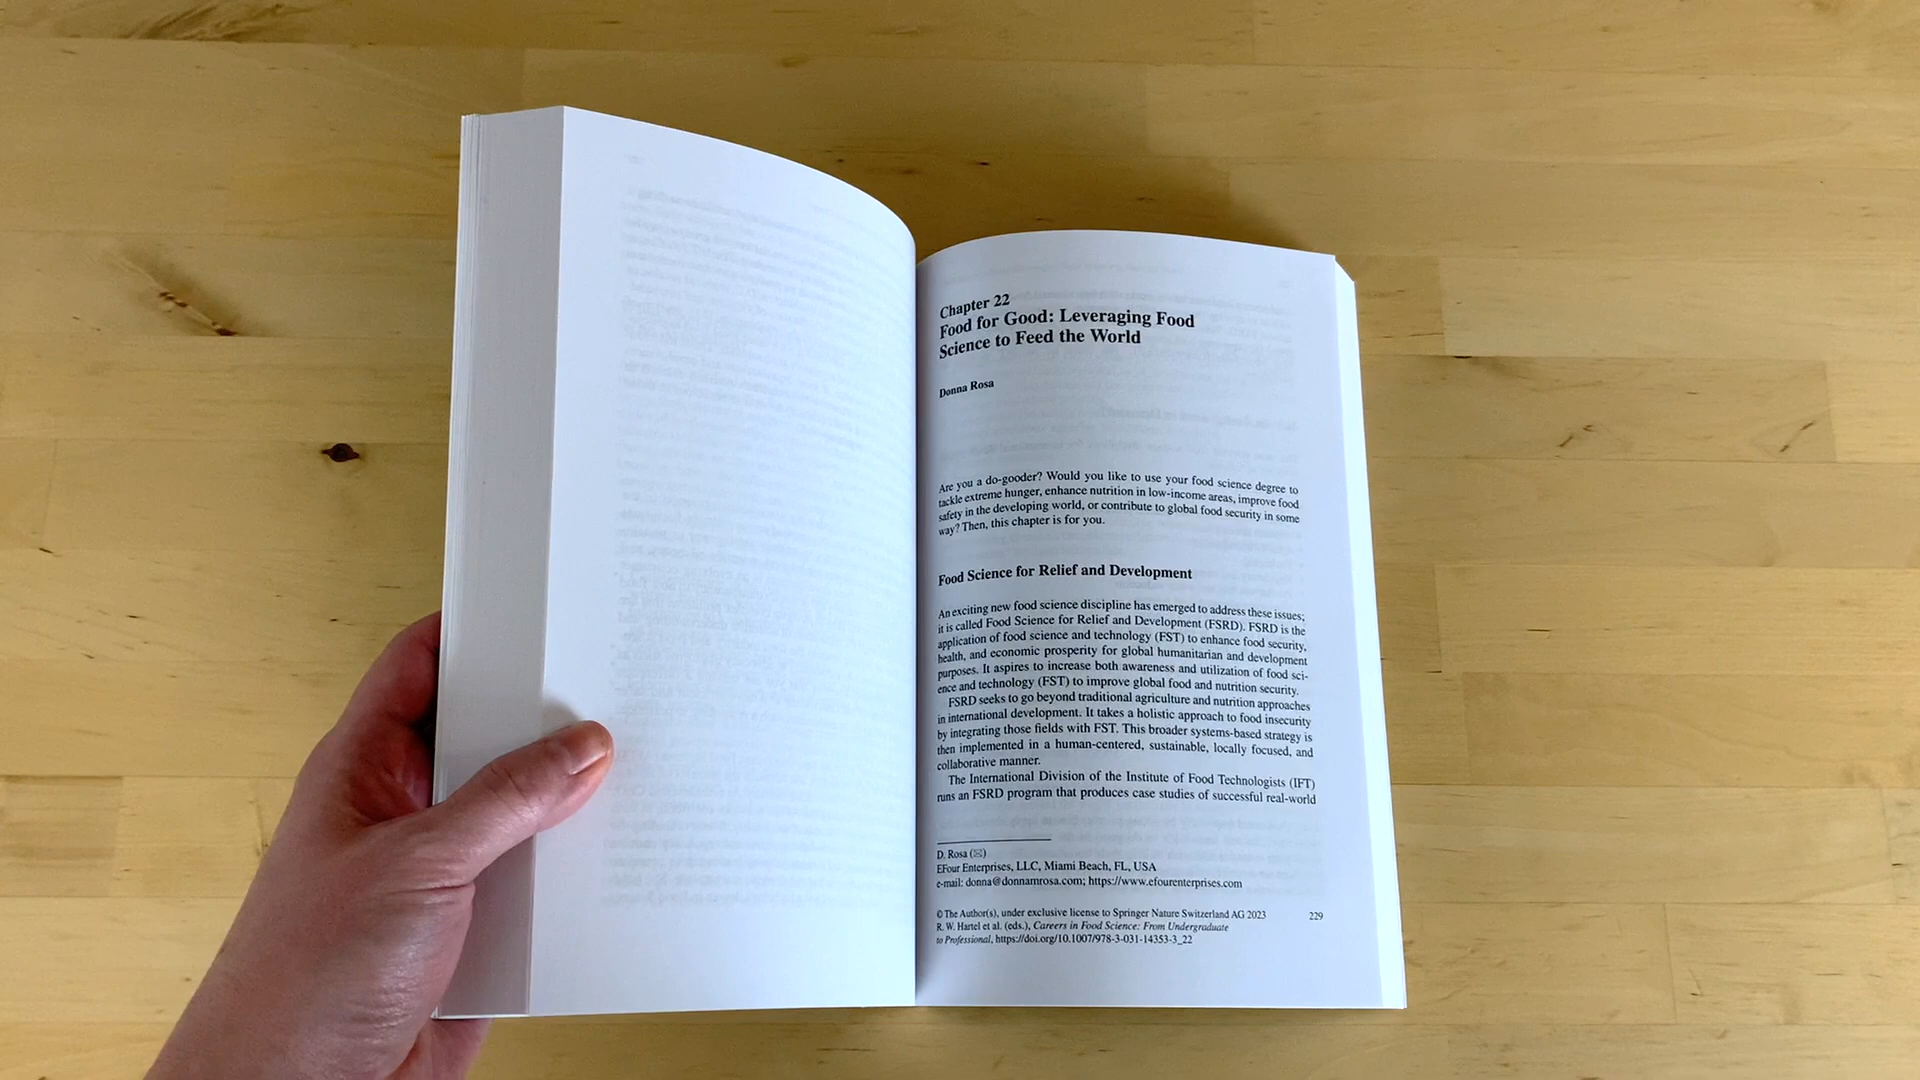 Chapter 22
Food for Good: Leveraging Food
Science to Feed the World
Donna Rosa
Are you a do-gooder? Would you like to use your food science degree to
tackle extreme hunger, enhance nutrition in low-income areas, improve food
safety in the developing world, or contribute to global food security in some
way? Then, this chapter is for you.
Food Science for Relief and Development
An exciting new food science discipline has emerged to address these issues;
it is called Food Science for Relief and Development (FSRD). FSRD is the
application of food science and technology (FST) to enhance food security,
health, and economic prosperity for global humanitarian and development
purposes. It aspires to increase both awareness and utilization of food sci-
ence and technology (FST) to improve global food and nutrition security.
FSRD seeks to go beyond traditional agriculture and nutrition approaches
in international development. It takes a holistic approach to food insecurity
by integrating those fields with FST. This broader systems-based strategy is
then implemented in a human-centered, sustainable, locally focused, and
collaborative manner.
The International Division of the Institute of Food Technologists (IFT)
runs an FSRD program that produces case studies of successful real-world
D. Rosa (✉)
EFour Enterprises, LLC, Miami Beach, FL, USA
e-mail: donna@donnamrosa.com; https://www.efourenterprises.com
© The Author(s), under exclusive license to Springer Nature Switzerland AG 2023 229
R. W. Hartel et al. (eds.), Careers in Food Science: From Undergraduate
to Professional, https://doi.org/10.1007/978-3-031-14353-3_22